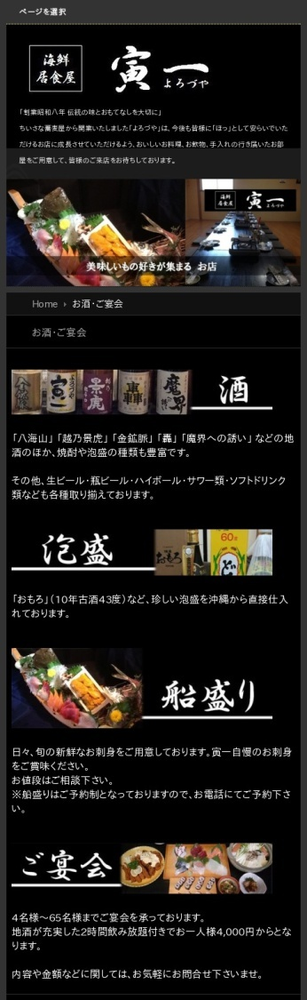 ページを選択
海鮮
居食屋
寅一
よろづや
「創業昭和八年 伝統の味とおもてなしを大切に」
ちいさな蕎麦屋から開業いたしました「よろづや」は、今後も皆様に「ほっ」として安らいでいた
だけるお店に成長させていただけるよう、おいしいお料理、お飲物、手入れの行き届いたお部
屋をご用意して、皆様のご来店をお待ちしております。
海鮮
居食屋
寅一
よろづや
美味しいもの好きが集まる お店
Home
お酒・ご宴会
お酒・ご宴会
よろづや
寅一
景虎
轟
魔界
酒
「八海山」 「越乃景虎」 「金鉱脈」 「轟」 「魔界への誘い」 などの地
酒のほか、焼酎や泡盛の種類も豊富です。
その他、生ビール・瓶ビール・ハイボール・サワー類・ソフトドリンク
類なども各種取り揃えております。
泡盛
おもろ
60度
「おもろ」（10年古酒43度）など、珍しい泡盛を沖縄から直接仕入
れております。
船盛り
日々、旬の新鮮なお刺身をご用意しております。寅一自慢のお刺身
をご賞味ください。
お値段はご相談下さい。
※船盛りはご予約制となっておりますので、お電話にてご予約下さ
い。
ご宴会
4名様～65名様までご宴会を承っております。
地酒が充実した2時間飲み放題付きでお一人様4,000円からとな
ります。
内容や金額などに関しては、お気軽にお問合せ下さいませ。